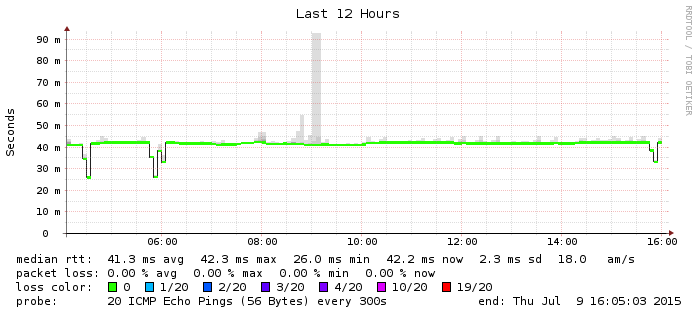 Last 12 Hours
RRDTOOL / TOBI OETIKER
Seconds
90 m
80 m
70 m
60 m
50 m
40 m
30 m
20 m
10 m
0
06:00 08:00 10:00 12:00 14:00 16:00
median rtt: 41.3 ms avg 42.3 ms max 26.0 ms min 42.2 ms now 2.3 ms sd 18.0 am/s
packet loss: 0.00 % avg 0.00 % max 0.00 % min 0.00 % now
loss color: 0 1/20 2/20 3/20 4/20 10/20 19/20
probe: 20 ICMP Echo Pings (56 Bytes) every 300s end: Thu Jul 9 16:05:03 2015